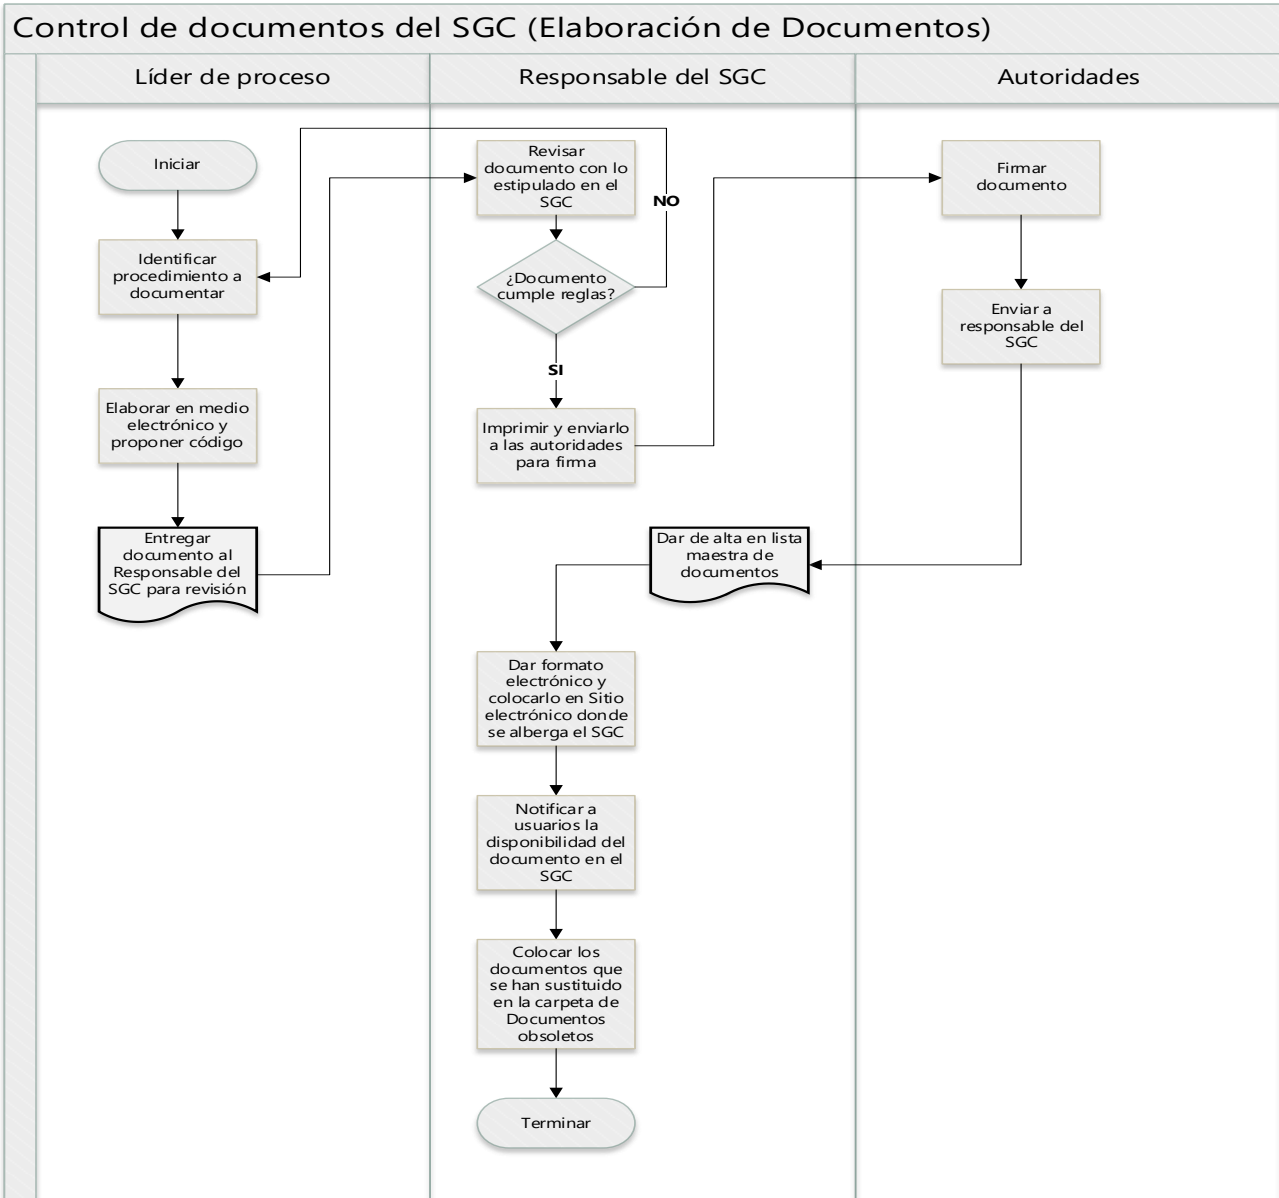 Control de documentos del SGC (Elaboración de Documentos)
Líder de proceso
Responsable del SGC
Autoridades
Iniciar
Identificar
procedimiento a
documentar
Elaborar en medio
electrónico y
proponer código
Entregar
documento al
Responsable del
SGC para revisión
Revisar
documento con lo
estipulado en el
SGC
NO
¿Documento
cumple reglas?
SI
Imprimir y enviarlo
a las autoridades
para firma
Firmar
documento
Enviar a
responsable del
SGC
Dar de alta en lista
maestra de
documentos
Dar formato
electrónico y
colocarlo en Sitio
electrónico donde
se alberga el SGC
Notificar a
usuarios la
disponibilidad del
documento en el
SGC
Colocar los
documentos que
se han sustituido
en la carpeta de
Documentos
obsoletos
Terminar